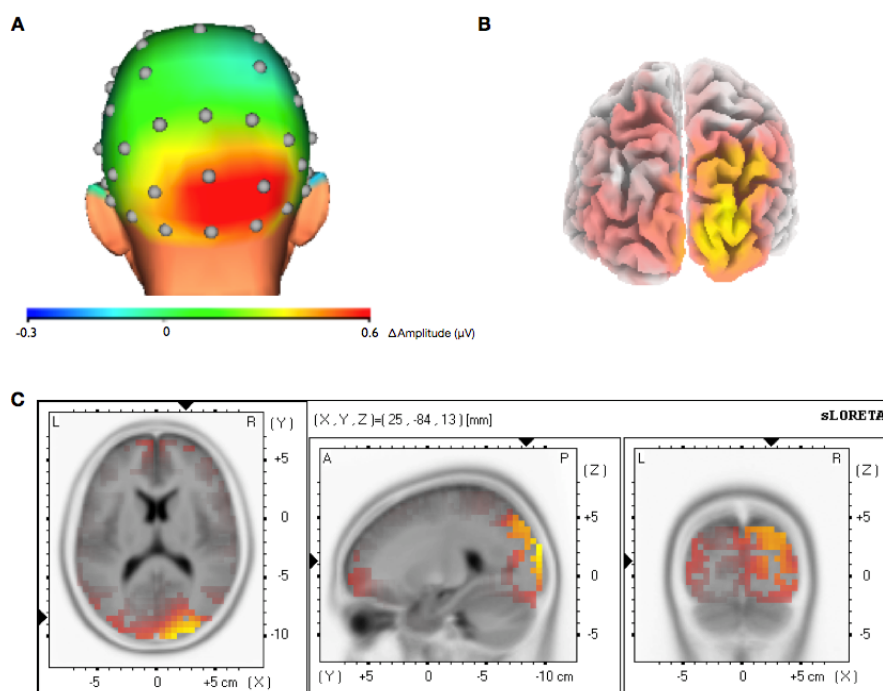 A
B
-0.3
0
0.6
ΔAmplitude (µV)
C
L
R
(Y)
+5
0
-5
-10
-5
0
+5 cm
(X)
(X,Y,Z)=(25,-84,13)[mm]
sLORETA
A
P
(Z)
+5
0
-5
(Y)
+5
0
-5
-10 cm
L
R
(Z)
+5
0
-5
-5
0
+5 cm
(X)